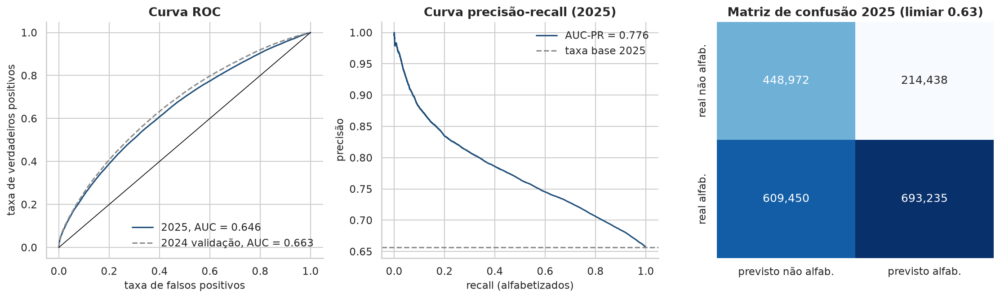 Curva ROC
taxa de verdadeiros positivos
1.0
0.8
0.6
0.4
0.2
0.0
2025, AUC = 0.646
2024 validação, AUC = 0.663
0.0 0.2 0.4 0.6 0.8 1.0
taxa de falsos positivos
Curva precisão-recall (2025)
precisão
1.00
0.95
0.90
0.85
0.80
0.75
0.70
0.65
AUC-PR = 0.776
taxa base 2025
0.0 0.2 0.4 0.6 0.8 1.0
recall (alfabetizados)
Matriz de confusão 2025 (limiar 0.63)
real não alfab.
448,972 214,438
real alfab.
609,450 693,235
previsto não alfab. previsto alfab.